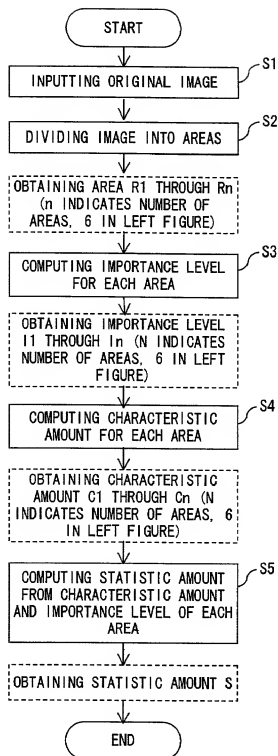 START
S1
INPUTTING ORIGINAL IMAGE
S2
DIVIDING IMAGE INTO AREAS
OBTAINING AREA R1 THROUGH Rn
(n INDICATES NUMBER OF
AREAS, 6 IN LEFT FIGURE)
S3
COMPUTING IMPORTANCE LEVEL
FOR EACH AREA
OBTAINING IMPORTANCE LEVEL
I1 THROUGH In (N INDICATES
NUMBER OF AREAS, 6 IN LEFT
FIGURE)
S4
COMPUTING CHARACTERISTIC
AMOUNT FOR EACH AREA
OBTAINING CHARACTERISTIC
AMOUNT C1 THROUGH Cn (N
INDICATES NUMBER OF AREAS, 6
IN LEFT FIGURE)
S5
COMPUTING STATISTIC AMOUNT
FROM CHARACTERISTIC AMOUNT
AND IMPORTANCE LEVEL OF EACH
AREA
OBTAINING STATISTIC AMOUNT S
END